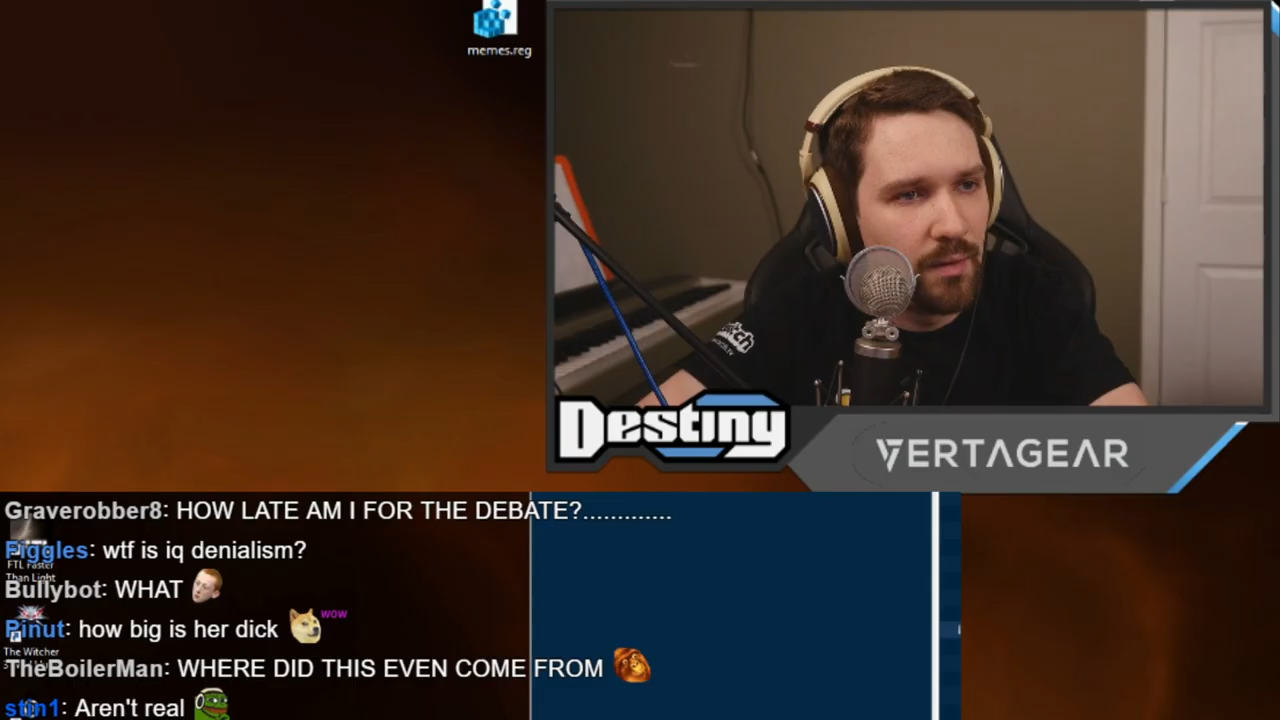 memes.reg
Destiny
VERTAGEAR
Graverobber8: HOW LATE AM I FOR THE DEBATE?.............
FTL Faster
Piggles: wtf is iq denialism?
Than Light
Bullybot: WHAT
WOW
Pinut: how big is her dick
The Witcher
TheBoilerMan: WHERE DID THIS EVEN COME FROM
stin1: Aren't real